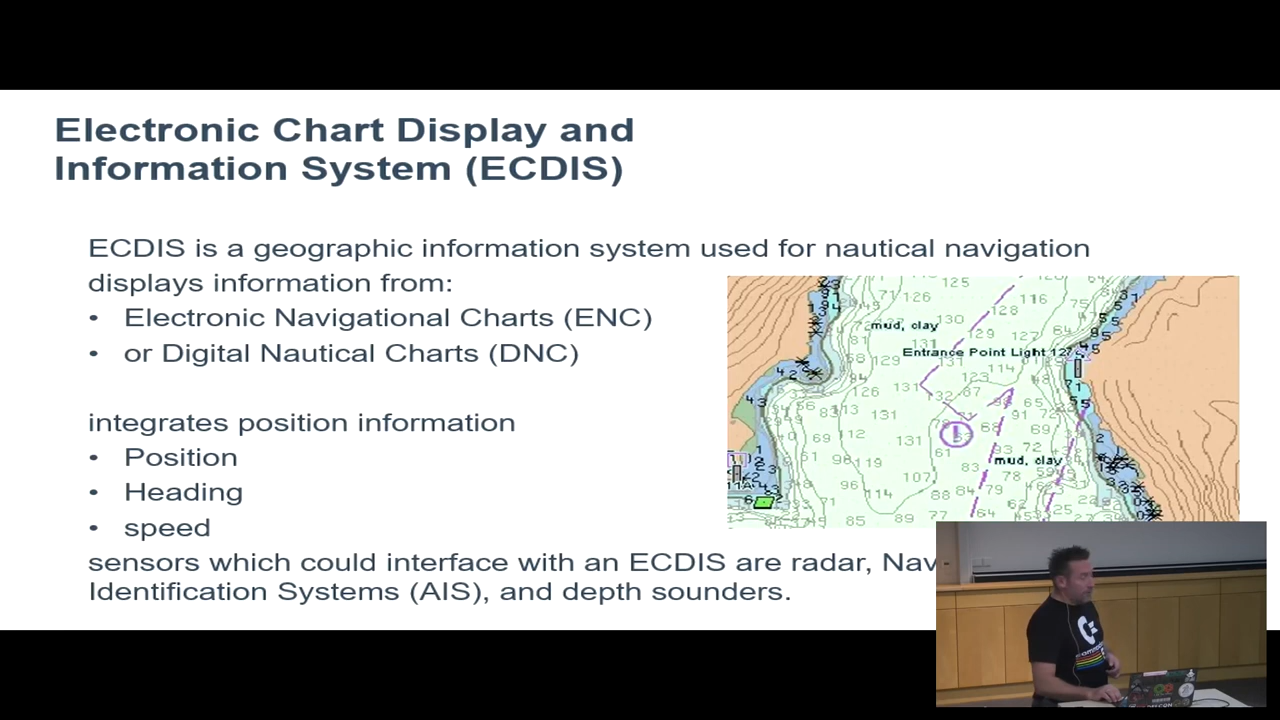 Electronic Chart Display and
Information System (ECDIS)
ECDIS is a geographic information system used for nautical navigation
displays information from:
• Electronic Navigational Charts (ENC)
• or Digital Nautical Charts (DNC)
integrates position information
• Position
• Heading
• speed
sensors which could interface with an ECDIS are radar, Nav
Identification Systems (AIS), and depth sounders.
mud, clay
Entrance Point Light
mud, clay